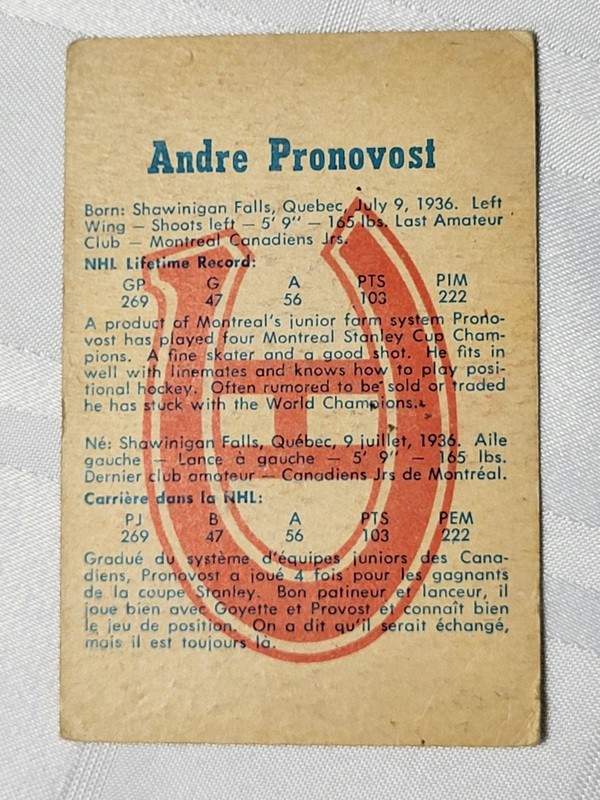 Andre Pronovost
Born: Shawinigan Falls, Quebec, July 9, 1936. Left
Wing — Shoots left — 5' 9" — 165 lbs. Last Amateur
Club — Montreal Canadiens Jrs.
NHL Lifetime Record:
GP G A PTS PIM
269 47 56 103 222
A product of Montreal's junior farm system Prono-
vost has played four Montreal Stanley Cup Cham-
pions. A fine skater and a good shot. He fits in
well with linemates and knows how to play posi-
tional hockey. Often rumored to be sold or traded
he has stuck with the World Champions.
Né: Shawinigan Falls, Québec, 9 juillet, 1936. Aile
gauche — Lance à gauche — 5' 9" — 165 lbs.
Dernier club amateur — Canadiens Jrs de Montréal.
Carrière dans la NHL:
PJ B A PTS PEM
269 47 56 103 222
Gradué du système d'équipes juniors des Cana-
diens, Pronovost a joué 4 fois pour les gagnants
de la coupe Stanley. Bon patineur et lanceur, il
joue bien avec Goyette et Provost et connaît bien
le jeu de position. On a dit qu'il serait échangé,
mais il est toujours là.